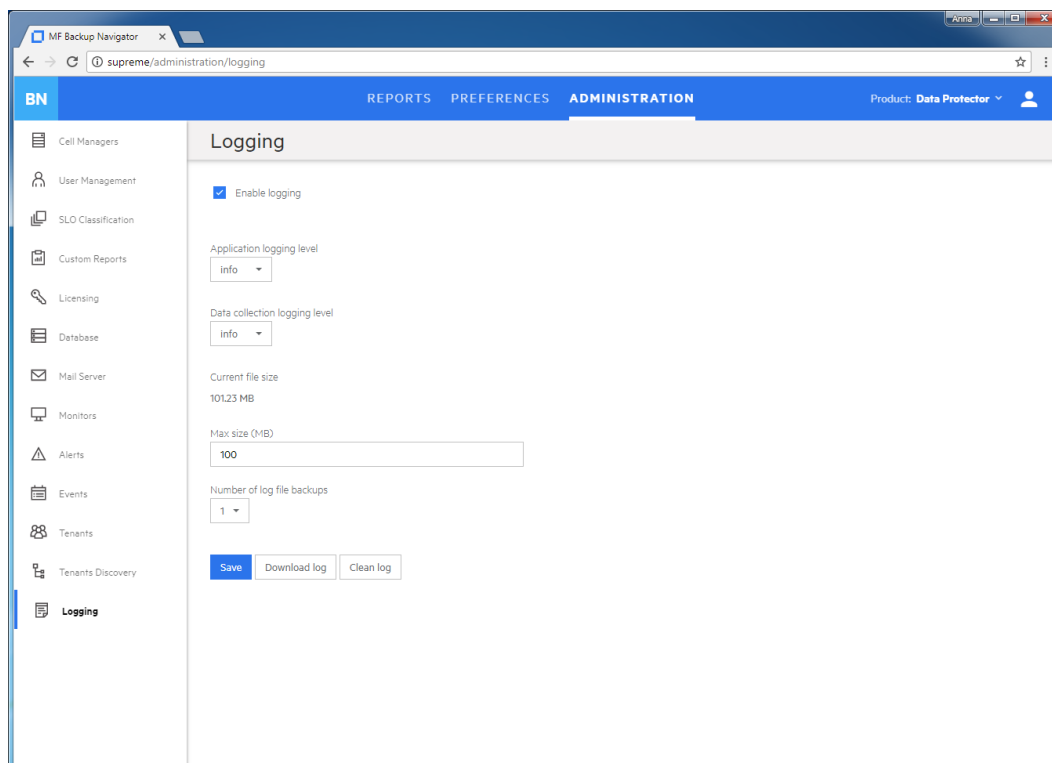 Anna
MF Backup Navigator
supreme/administration/logging
BN
REPORTS PREFERENCES ADMINISTRATION
Product: Data Protector
Cell Managers
User Management
SLO Classification
Custom Reports
Licensing
Database
Mail Server
Monitors
Alerts
Events
Tenants
Tenants Discovery
Logging
Logging
Enable logging
Application logging level
info
Data collection logging level
info
Current file size
101.23 MB
Max size (MB)
100
Number of log file backups
1
Save Download log Clean log